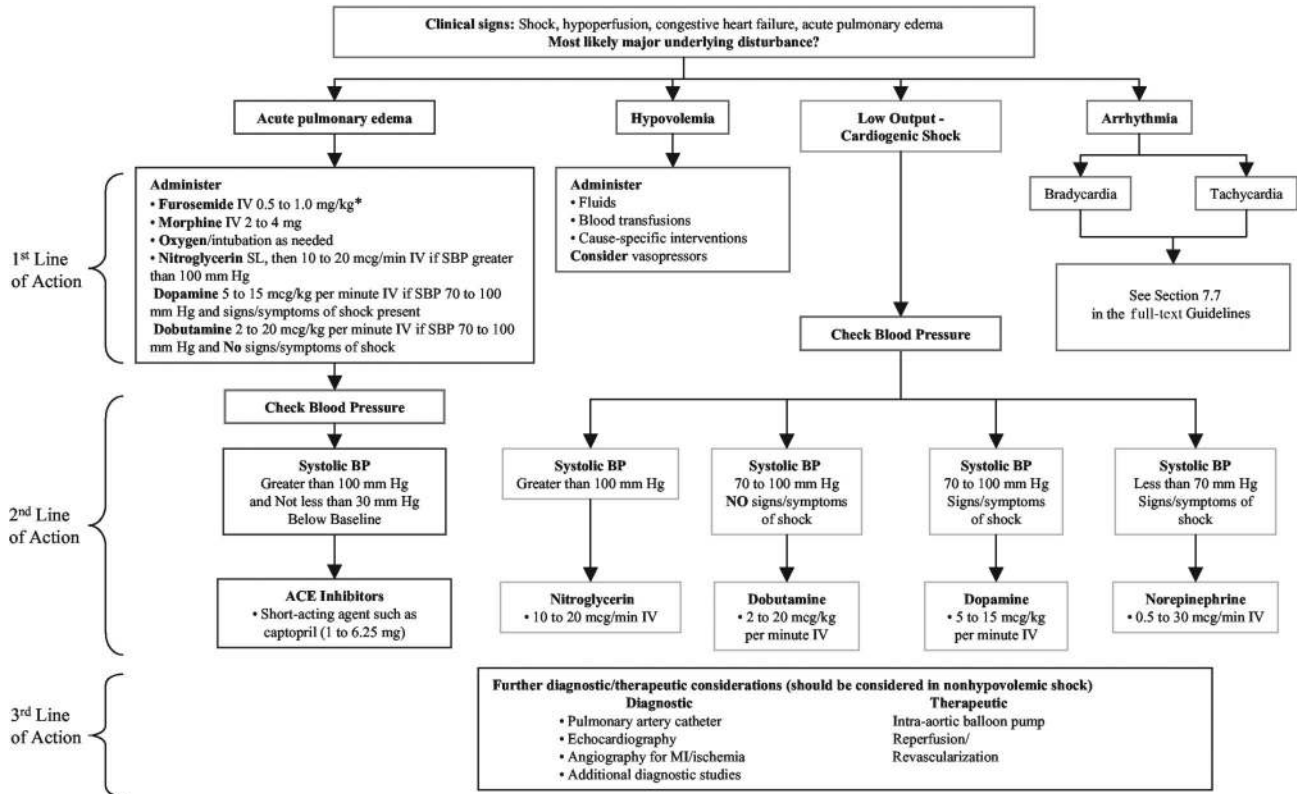 Clinical signs: Shock, hypoperfusion, congestive heart failure, acute pulmonary edema
Most likely major underlying disturbance?
Acute pulmonary edema
Hypovolemia
Low Output -
Cardiogenic Shock
Arrhythmia
Bradycardia
Tachycardia
1st Line
of Action
Administer
• Furosemide IV 0.5 to 1.0 mg/kg*
• Morphine IV 2 to 4 mg
• Oxygen/intubation as needed
• Nitroglycerin SL, then 10 to 20 mcg/min IV if SBP greater
than 100 mm Hg
Dopamine 5 to 15 mcg/kg per minute IV if SBP 70 to 100
mm Hg and signs/symptoms of shock present
Dobutamine 2 to 20 mcg/kg per minute IV if SBP 70 to 100
mm Hg and No signs/symptoms of shock
Administer
• Fluids
• Blood transfusions
• Cause-specific interventions
Consider vasopressors
Check Blood Pressure
See Section 7.7
in the full-text Guidelines
2nd Line
of Action
Check Blood Pressure
Systolic BP
Greater than 100 mm Hg
and Not less than 30 mm Hg
Below Baseline
ACE Inhibitors
• Short-acting agent such as
captopril (1 to 6.25 mg)
Systolic BP
Greater than 100 mm Hg
Systolic BP
70 to 100 mm Hg
NO signs/symptoms
of shock
Systolic BP
70 to 100 mm Hg
Signs/symptoms
of shock
Systolic BP
Less than 70 mm Hg
Signs/symptoms of
shock
Nitroglycerin
• 10 to 20 mcg/min IV
Dobutamine
• 2 to 20 mcg/kg
per minute IV
Dopamine
• 5 to 15 mcg/kg
per minute IV
Norepinephrine
• 0.5 to 30 mcg/min IV
3rd Line
of Action
Further diagnostic/therapeutic considerations (should be considered in nonhypovolemic shock)
Diagnostic
• Pulmonary artery catheter
• Echocardiography
• Angiography for MI/ischemia
• Additional diagnostic studies
Therapeutic
Intra-aortic balloon pump
Reperfusion/
Revascularization